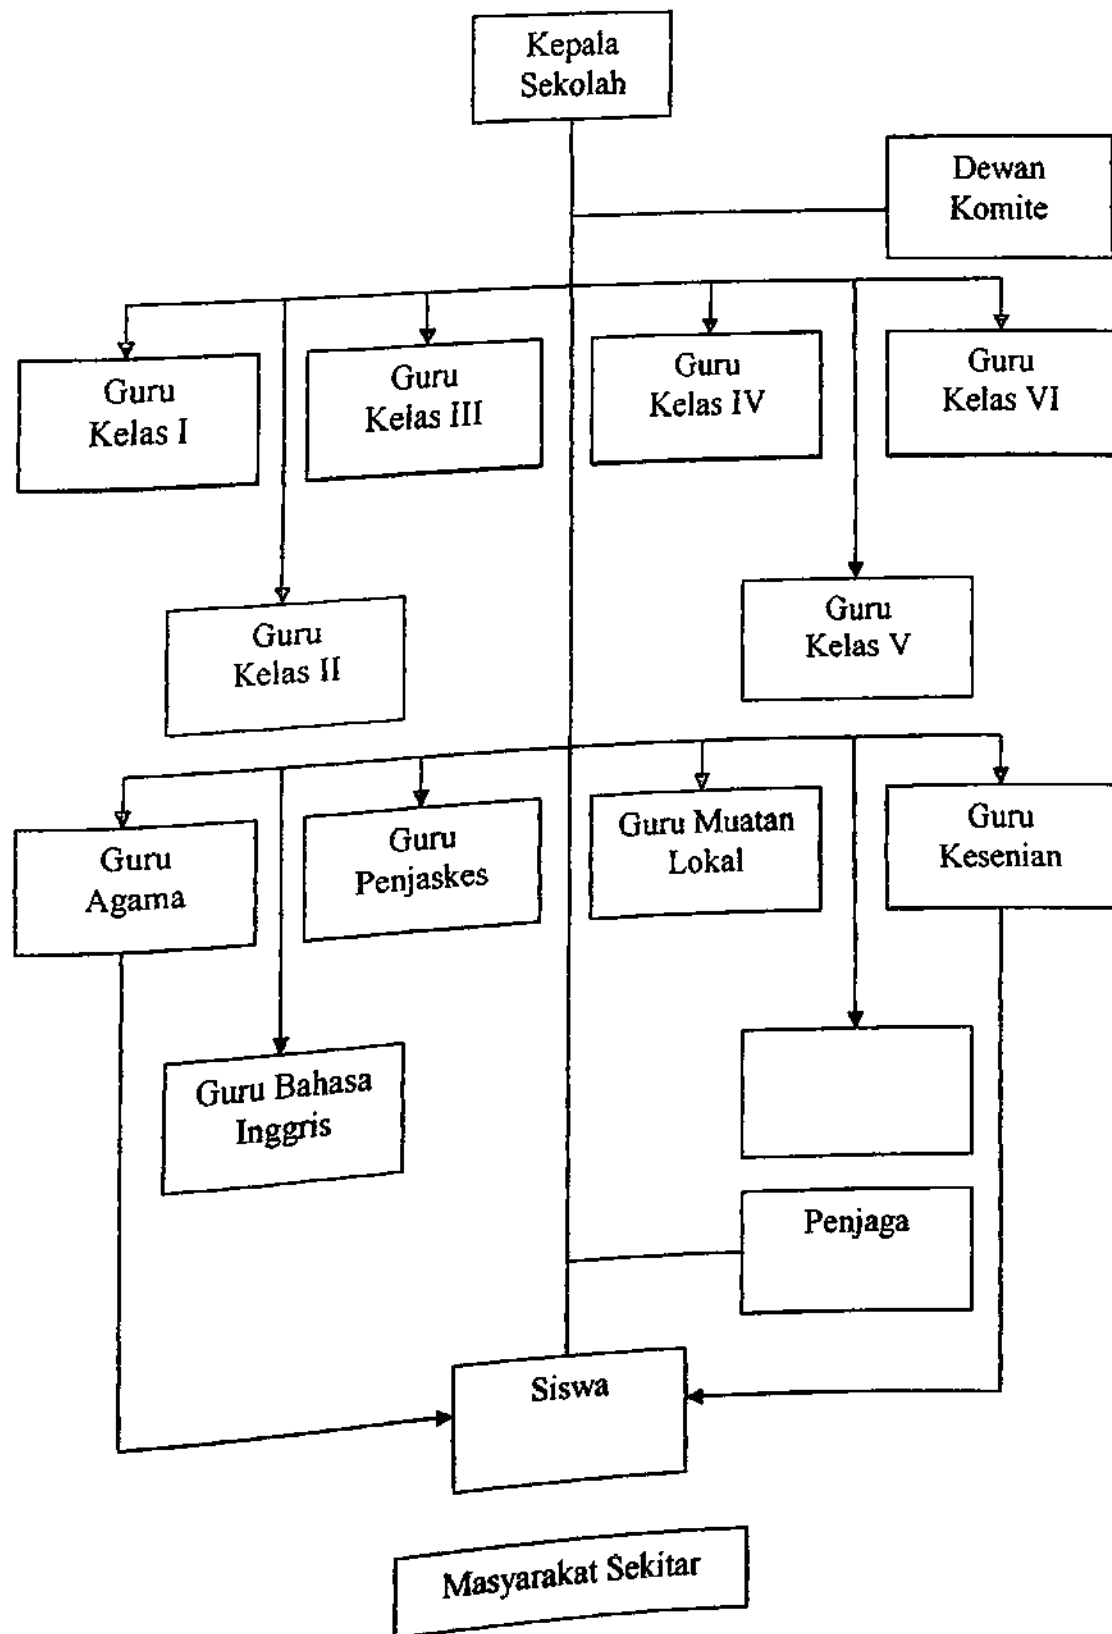 Kepala
Sekolah
Dewan
Komite
Guru
Kelas I
Guru
Kelas III
Guru
Kelas IV
Guru
Kelas VI
Guru
Kelas II
Guru
Kelas V
Guru
Agama
Guru
Penjaskes
Guru Muatan
Lokal
Guru
Kesenian
Guru Bahasa
Inggris
Penjaga
Siswa
Masyarakat Sekitar